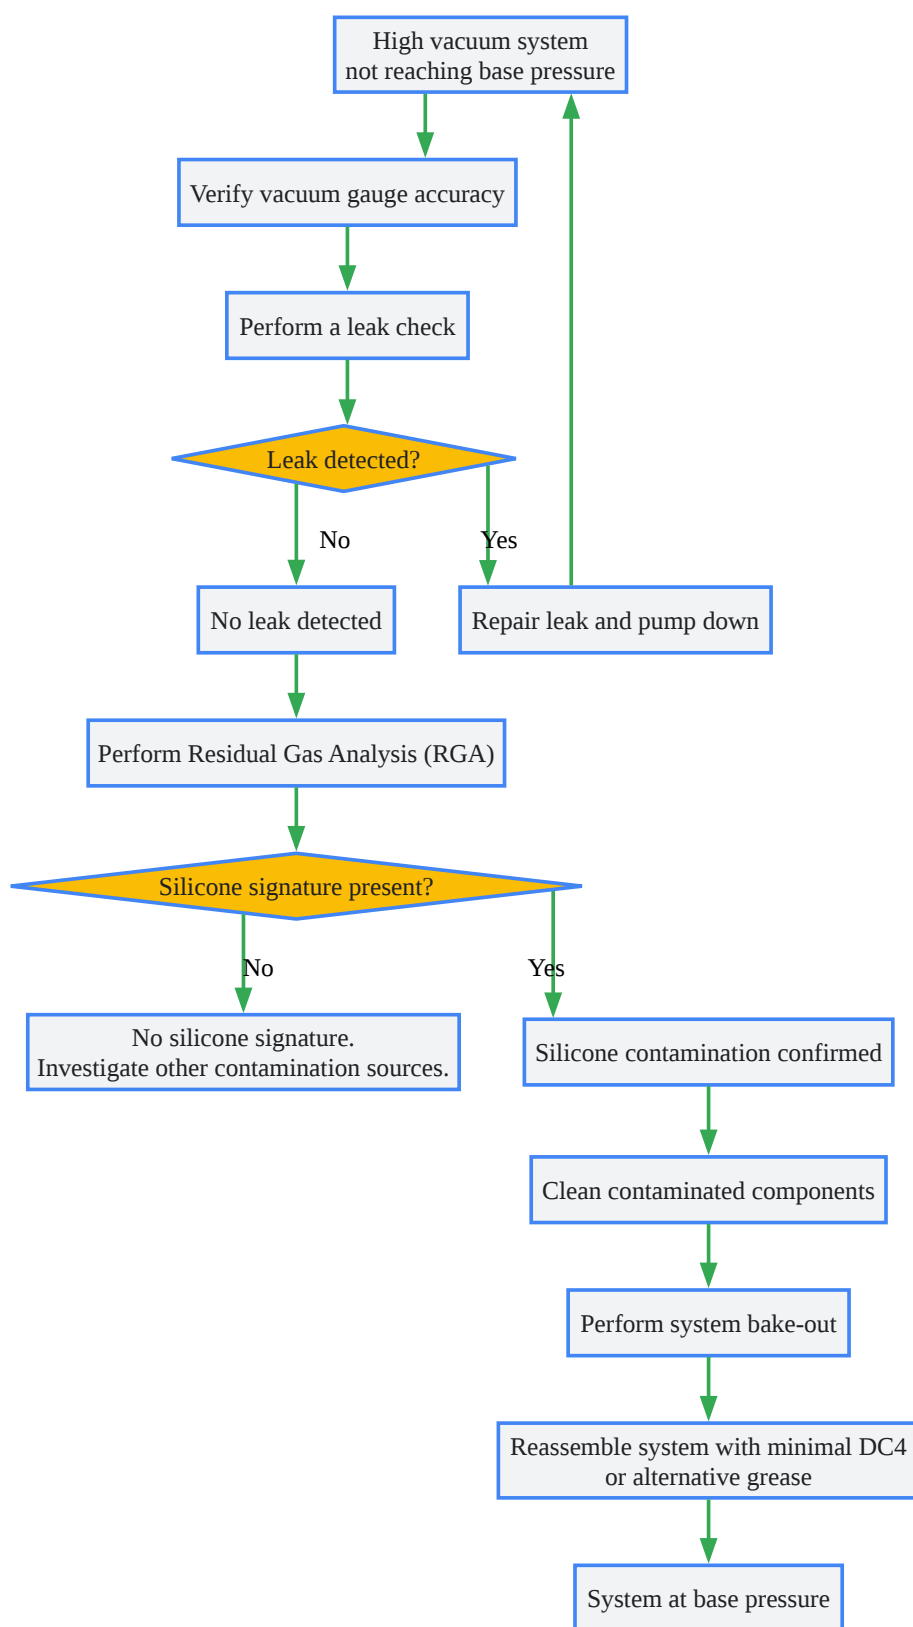 High vacuum system
not reaching base pressure
Verify vacuum gauge accuracy
Perform a leak check
Leak detected?
No
Yes
No leak detected
Repair leak and pump down
Perform Residual Gas Analysis (RGA)
Silicone signature present?
No
Yes
No silicone signature.
Investigate other contamination sources.
Silicone contamination confirmed
Clean contaminated components
Perform system bake-out
Reassemble system with minimal DC4
or alternative grease
System at base pressure